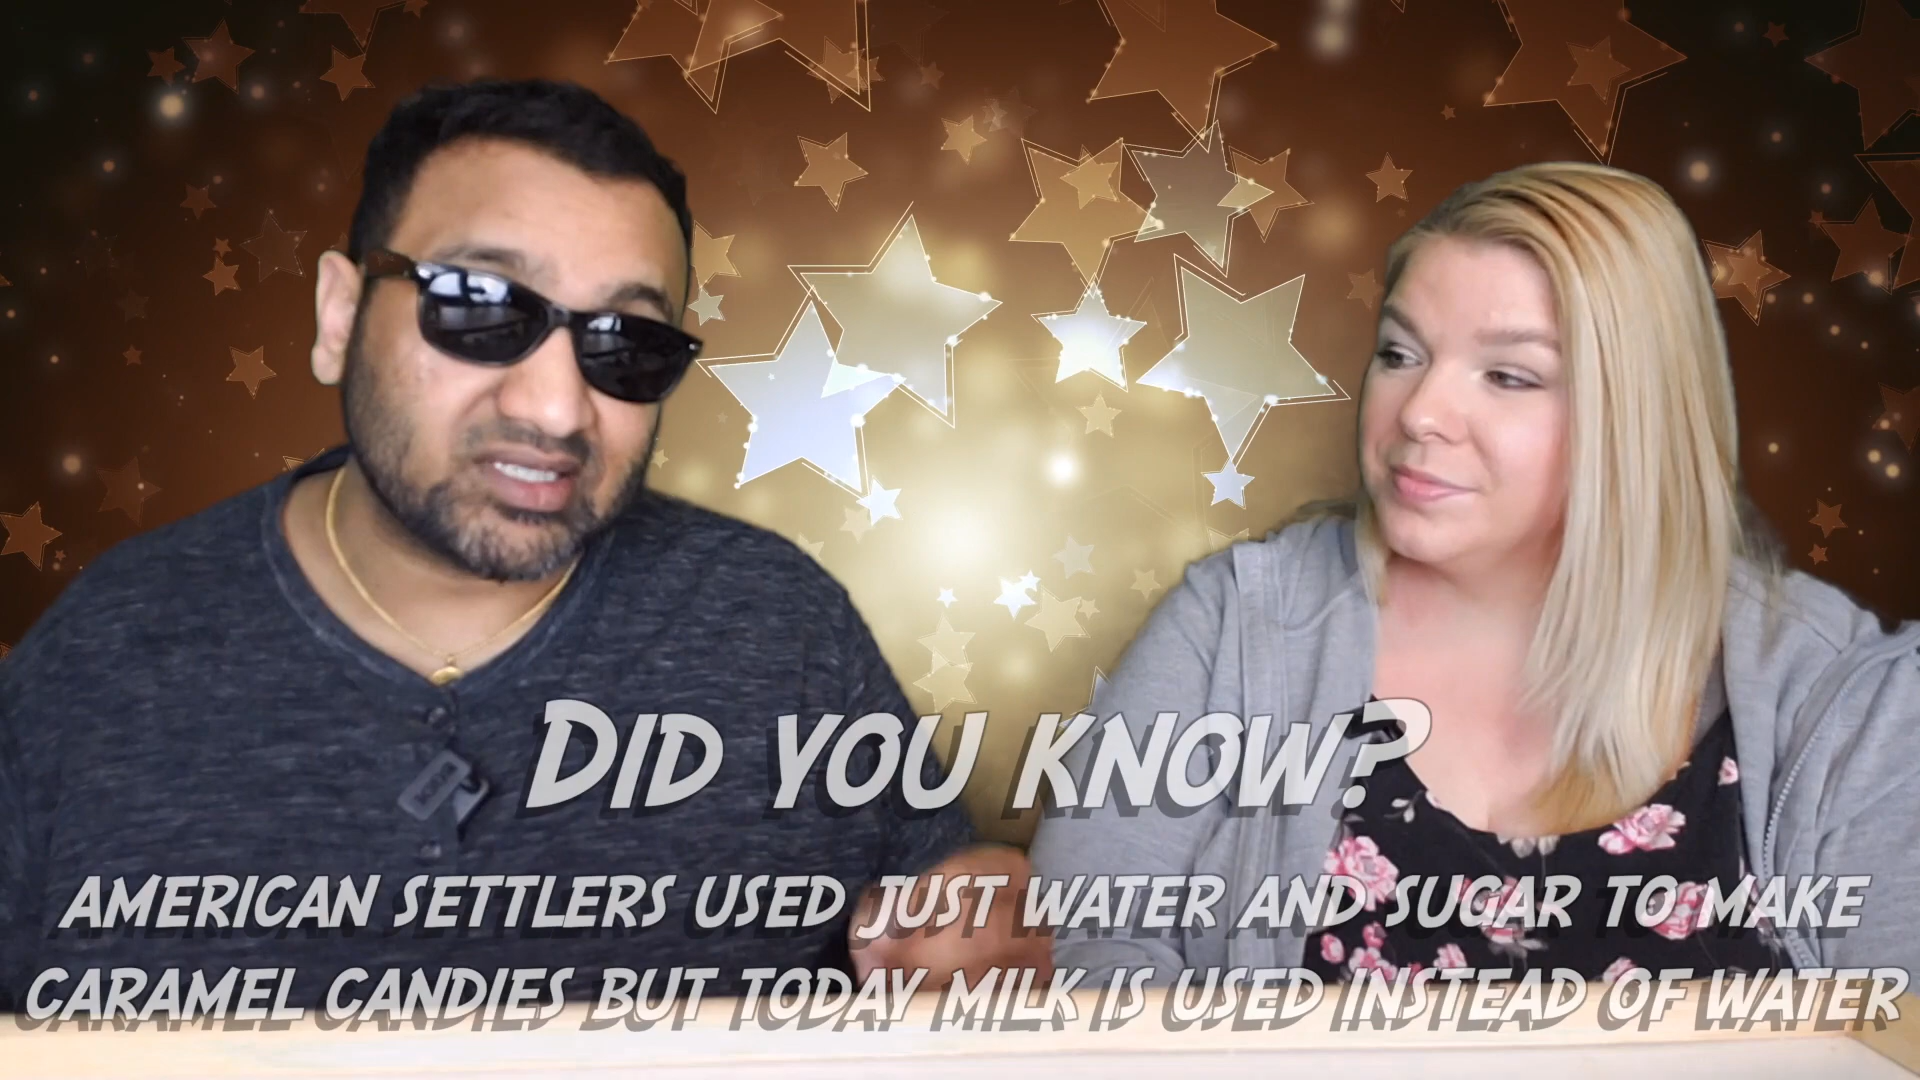 DID YOU KNOW?
AMERICAN SETTLERS USED JUST WATER AND SUGAR TO MAKE
CARAMEL CANDIES BUT TODAY MILK IS USED INSTEAD OF WATER